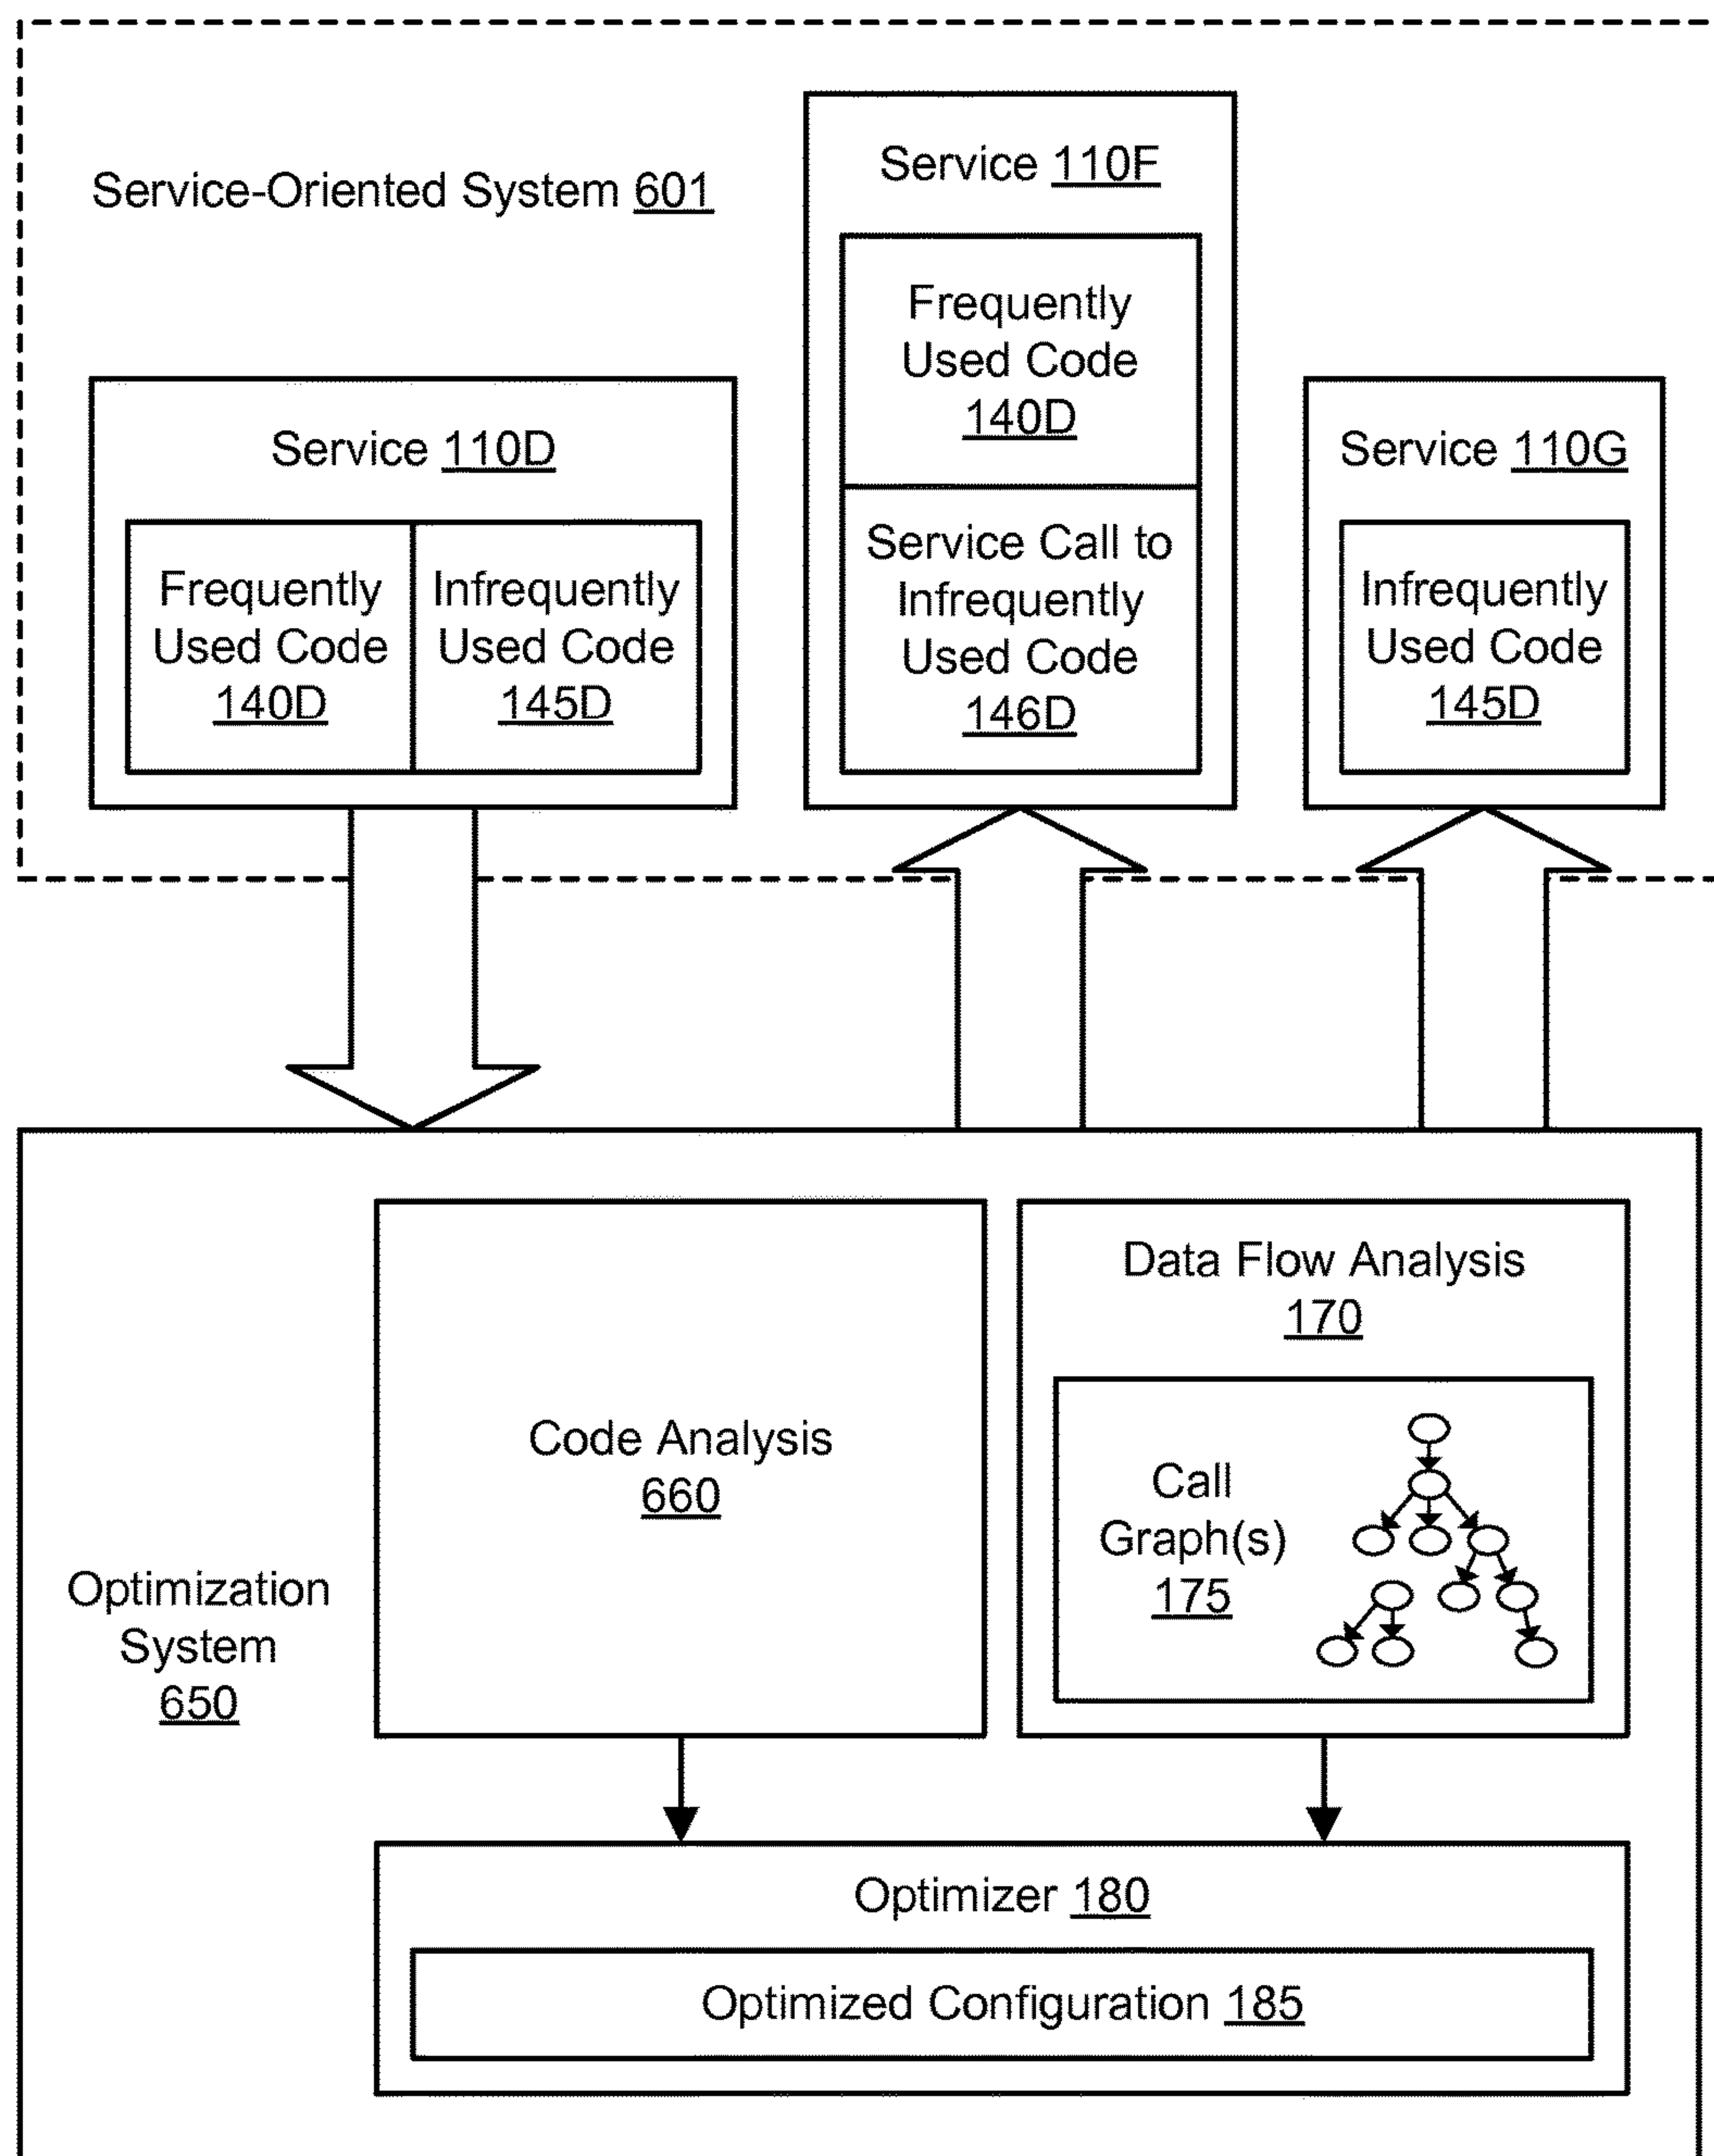 Service-Oriented System 601
Service 110D
Frequently
Used Code
140D
Infrequently
Used Code
145D
Service 110F
Frequently
Used Code
140D
Service Call to
Infrequently
Used Code
146D
Service 110G
Infrequently
Used Code
145D
Optimization
System
650
Code Analysis
660
Data Flow Analysis
170
Call
Graph(s)
175
Optimizer 180
Optimized Configuration 185